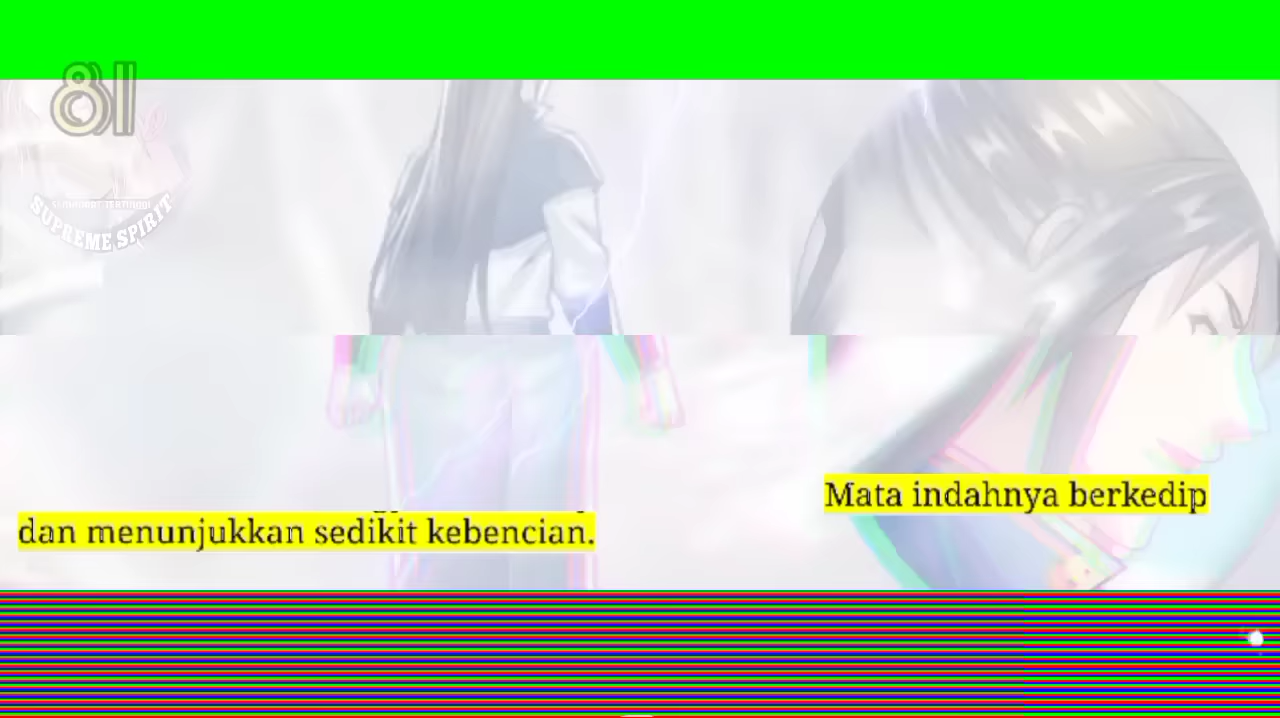 81
SUPREME SPIRIT
Mata indahnya berkedip
dan menunjukkan sedikit kebencian.